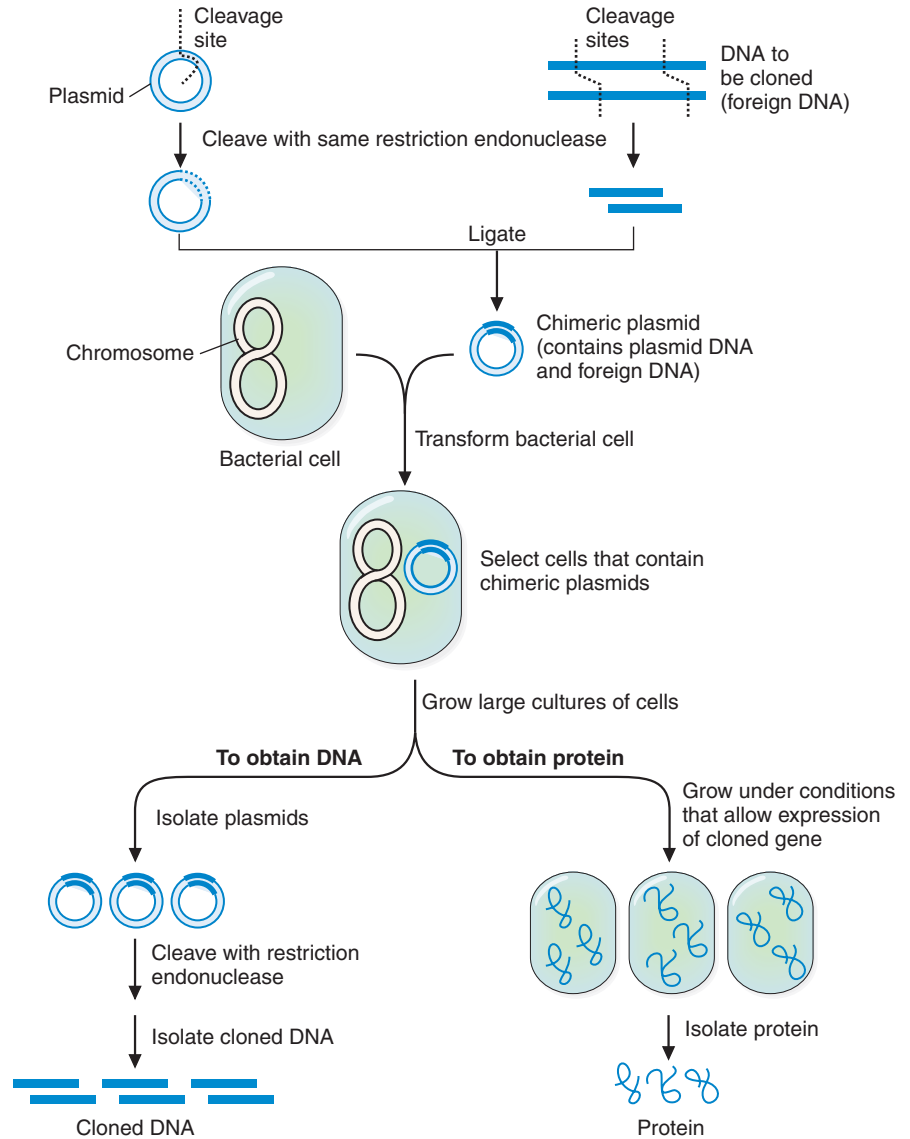 Cleavage
site
Cleavage
sites
DNA to
be cloned
(foreign DNA)
Plasmid
Cleave with same restriction endonuclease
Ligate
Chimeric plasmid
(contains plasmid DNA
and foreign DNA)
Chromosome
Transform bacterial cell
Bacterial cell
Select cells that contain
chimeric plasmids
Grow large cultures of cells
To obtain DNA
To obtain protein
Isolate plasmids
Grow under conditions
that allow expression
of cloned gene
Cleave with restriction
endonuclease
Isolate cloned DNA
Isolate protein
Cloned DNA
Protein